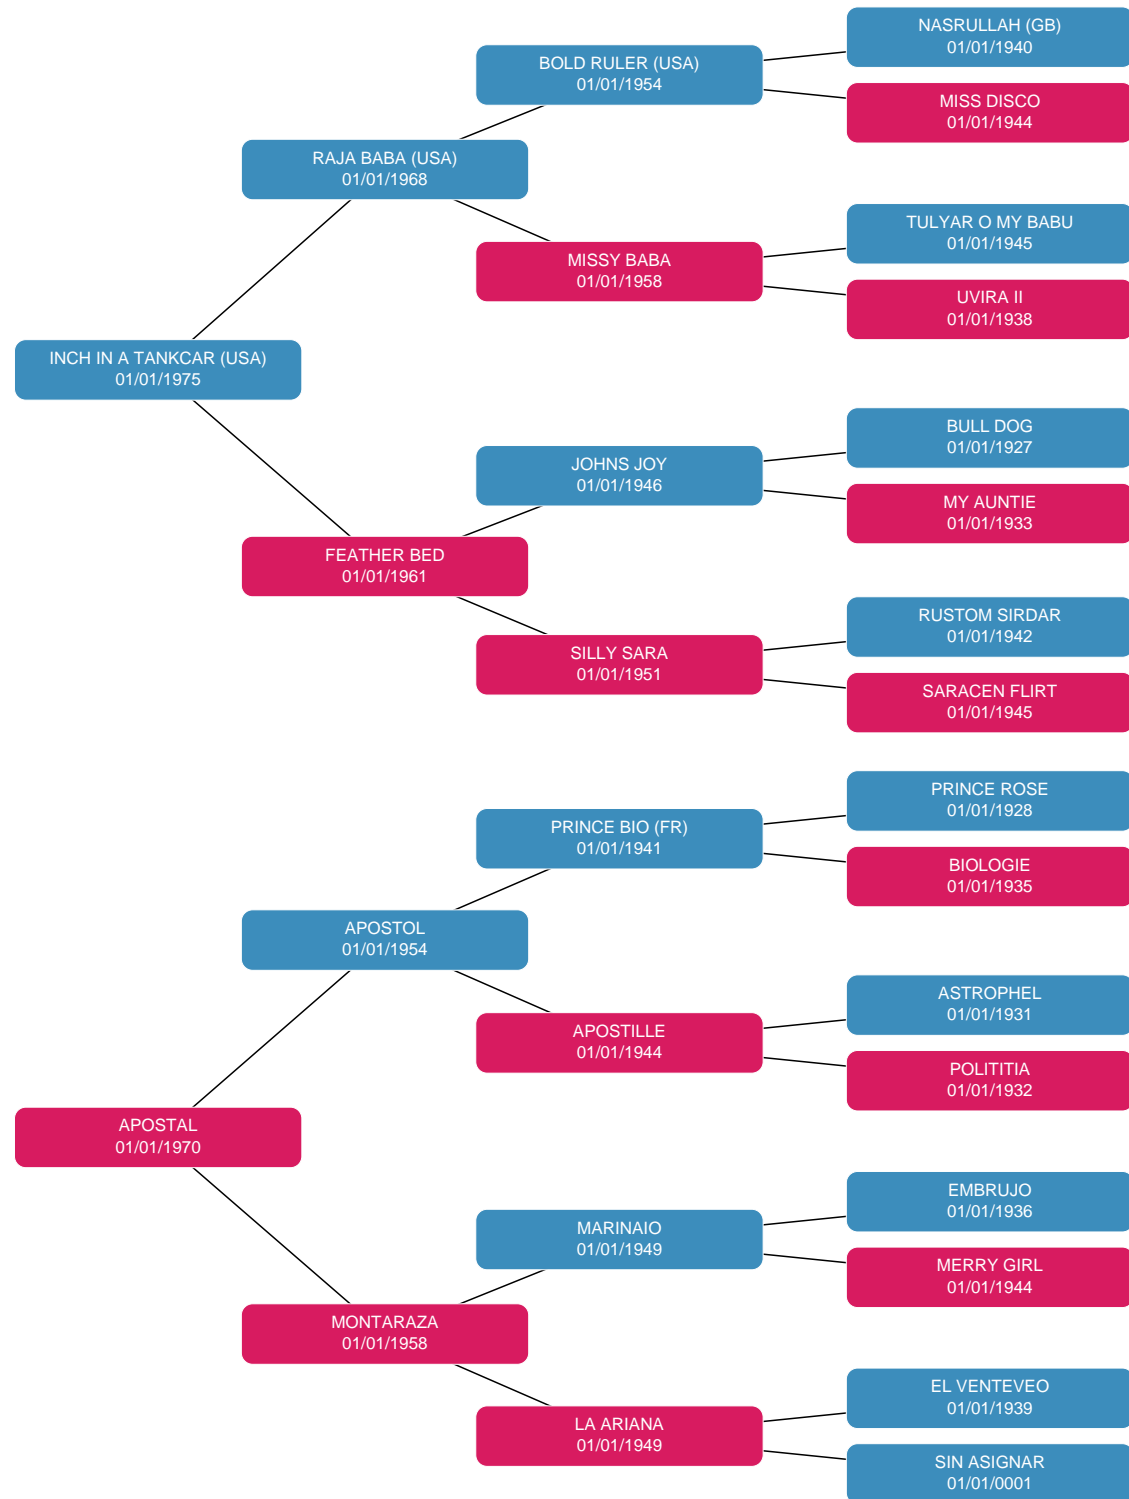 NASRULLAH (GB)
01/01/1940
BOLD RULER (USA)
01/01/1954
MISS DISCO
01/01/1944
RAJA BABA (USA)
01/01/1968
TULYAR O MY BABU
01/01/1945
MISSY BABA
01/01/1958
UVIRA II
01/01/1938
INCH IN A TANKCAR (USA)
01/01/1975
BULL DOG
01/01/1927
JOHNS JOY
01/01/1946
MY AUNTIE
01/01/1933
FEATHER BED
01/01/1961
RUSTOM SIRDAR
01/01/1942
SILLY SARA
01/01/1951
SARACEN FLIRT
01/01/1945
PRINCE ROSE
01/01/1928
PRINCE BIO (FR)
01/01/1941
BIOLOGIE
01/01/1935
APOSTOL
01/01/1954
ASTROPHEL
01/01/1931
APOSTILLE
01/01/1944
POLITITIA
01/01/1932
APOSTAL
01/01/1970
EMBRUJO
01/01/1936
MARINAIO
01/01/1949
MERRY GIRL
01/01/1944
MONTARAZA
01/01/1958
EL VENTEVEO
01/01/1939
LA ARIANA
01/01/1949
SIN ASIGNAR
01/01/0001